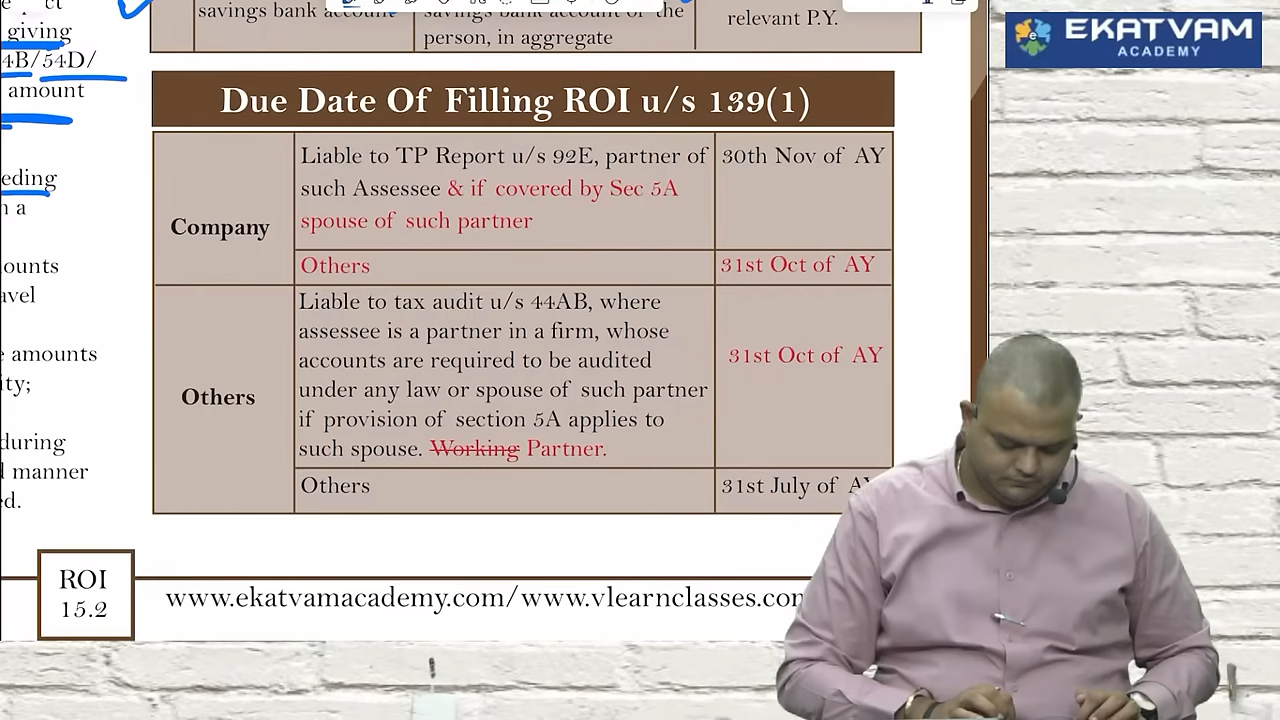 giving
4B/54D/
amount
eding
n a
ounts
avel
e amounts
ity;
during
d manner
ed.
savings bank account
savings bank account of the
person, in aggregate
relevant P.Y.
EKATVAM
ACADEMY
Due Date Of Filling ROI u/s 139(1)
Company
Liable to TP Report u/s 92E, partner of
such Assessee & if covered by Sec 5A
spouse of such partner
30th Nov of AY
Others
31st Oct of AY
Others
Liable to tax audit u/s 44AB, where
assessee is a partner in a firm, whose
accounts are required to be audited
under any law or spouse of such partner
if provision of section 5A applies to
such spouse. Working Partner.
31st Oct of AY
Others
31st July of AY
ROI
15.2
www.ekatvamacademy.com/www.vlearnclasses.com